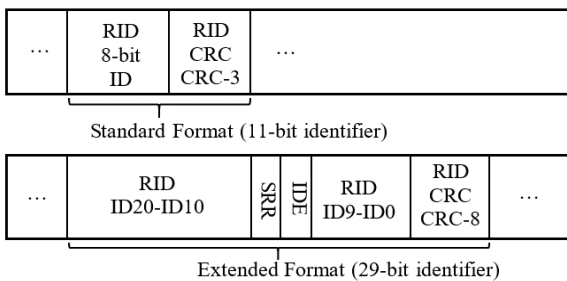 … RID RID …
8-bit CRC
ID CRC-3
Standard Format (11-bit identifier)
… RID SRR IDE RID RID …
ID20-ID10 ID9-ID0 CRC
CRC-8
Extended Format (29-bit identifier)